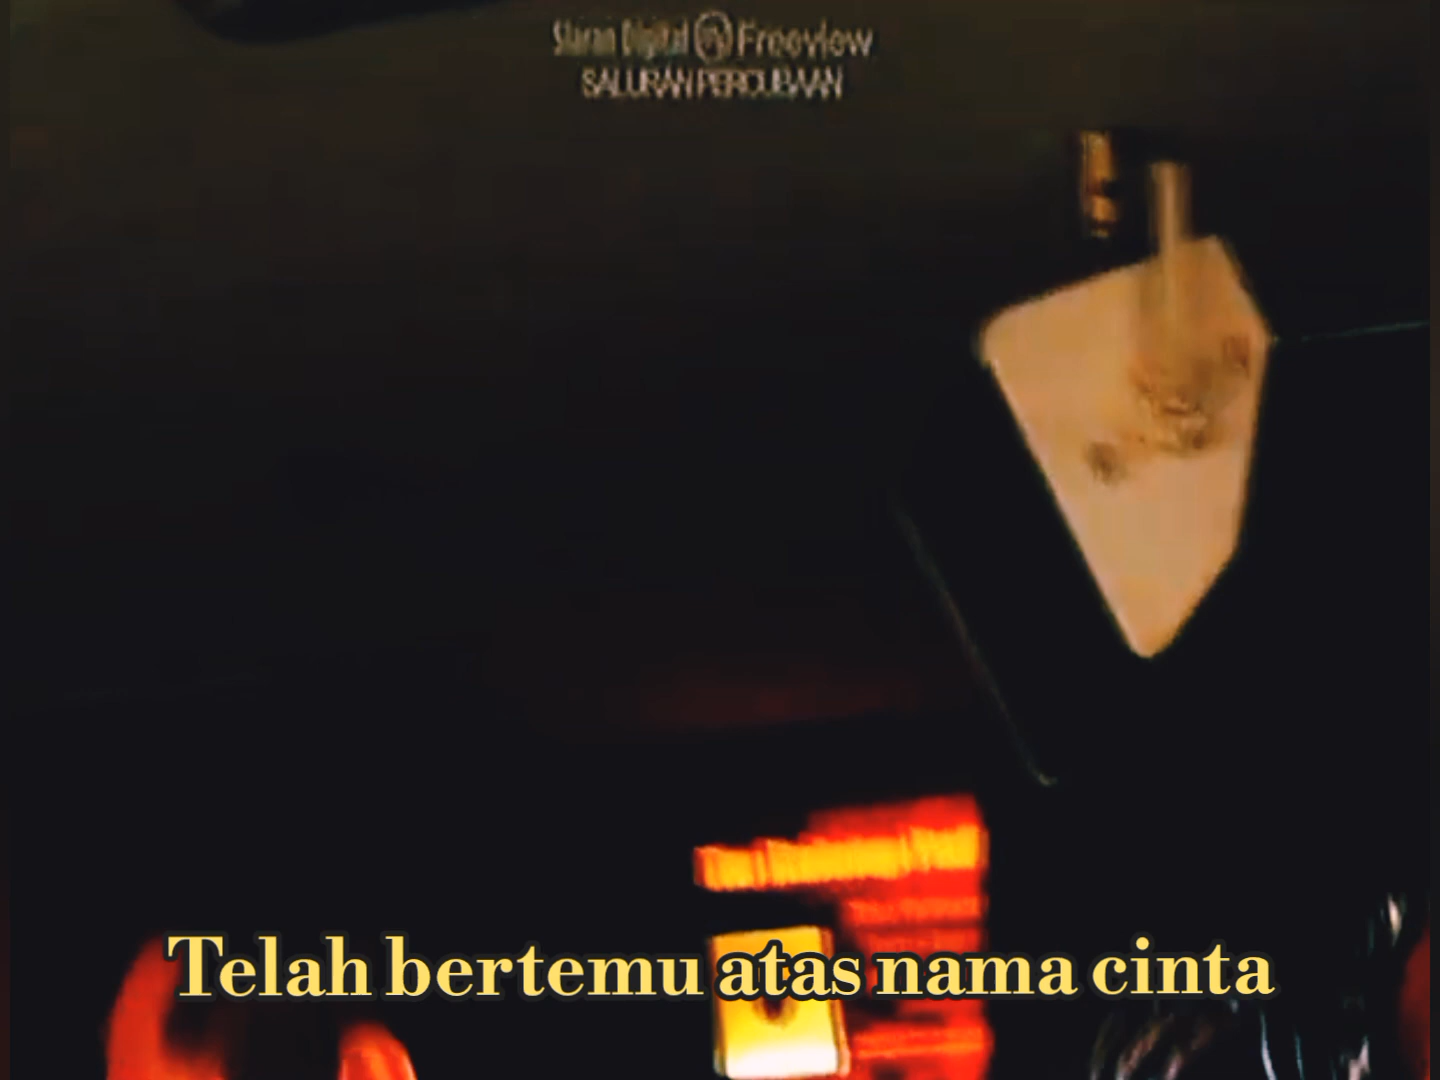 Siaran Digital Freeview
SALURAN PERCUBAAN
Telah bertemu atas nama cinta